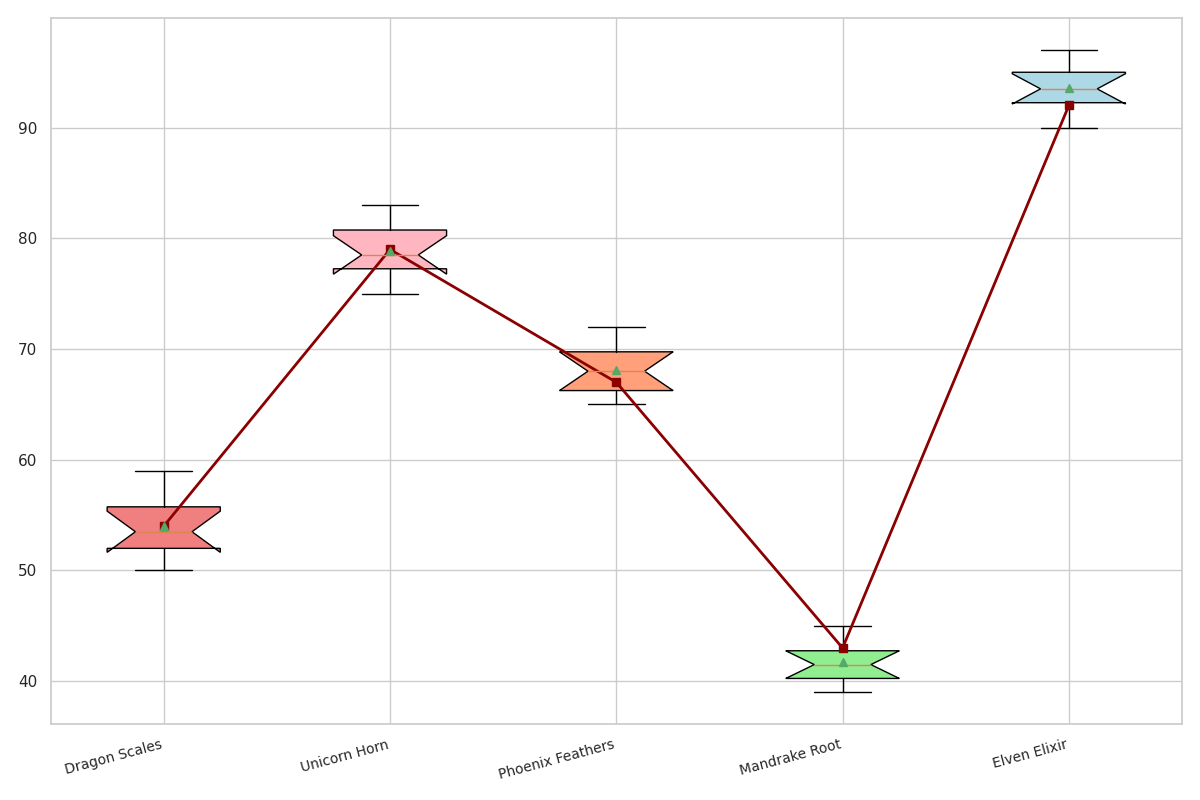 90
80
70
60
50
40
Dragon Scales
Unicorn Horn
Phoenix Feathers
Mandrake Root
Elven Elixir